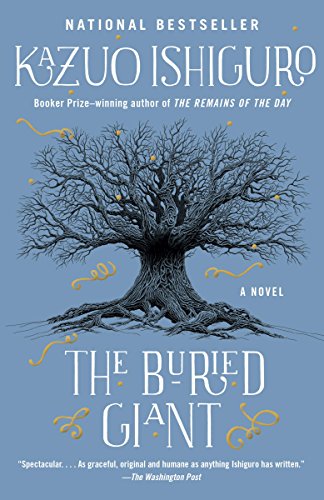 NATIONAL BESTSELLER
KAZUO ISHIGURO
Booker Prize–winning author of THE REMAINS OF THE DAY
A NOVEL
THE BURIED
GIANT
"Spectacular. . . . As graceful, original and humane as anything Ishiguro has written."
—The Washington Post